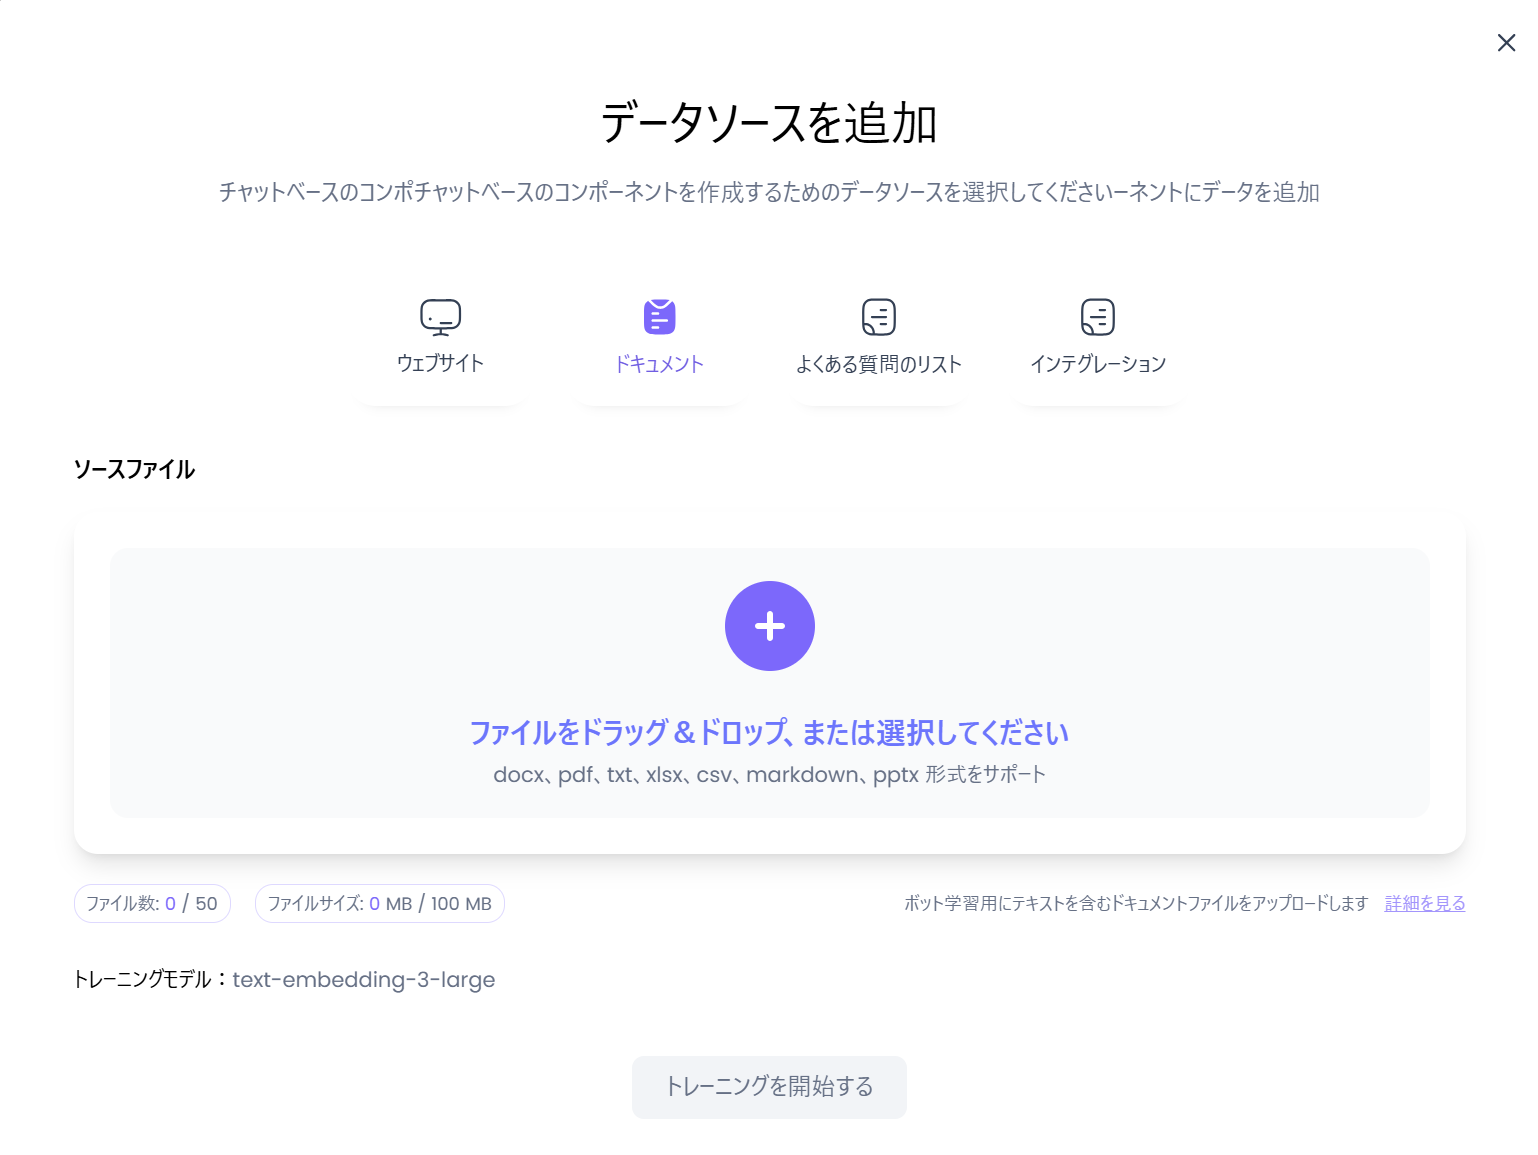 データソースを追加
チャットベースのコンポチャットベースのコンポーネントを作成するためのデータソースを選択してくださいーネントにデータを追加
ウェブサイト
ドキュメント
よくある質問のリスト
インテグレーション
ソースファイル
ファイルをドラッグ＆ドロップ、または選択してください
docx、pdf、txt、xlsx、csv、markdown、pptx 形式をサポート
ファイル数: 0 / 50
ファイルサイズ: 0 MB / 100 MB
ボット学習用にテキストを含むドキュメントファイルをアップロードします 詳細を見る
トレーニングモデル：text-embedding-3-large
トレーニングを開始する